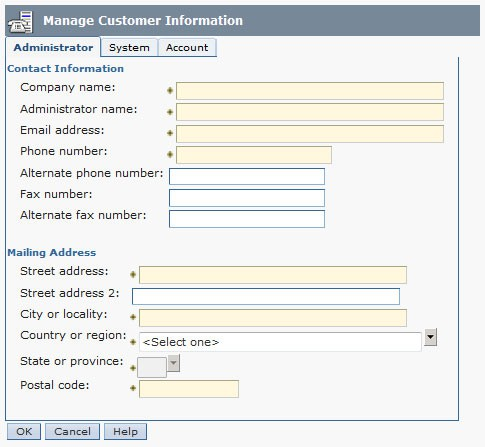 Manage Customer Information
Administrator System Account
Contact Information
Company name:
Administrator name:
Email address:
Phone number:
Alternate phone number:
Fax number:
Alternate fax number:
Mailing Address
Street address:
Street address 2:
City or locality:
Country or region: <Select one>
State or province:
Postal code:
OK Cancel Help